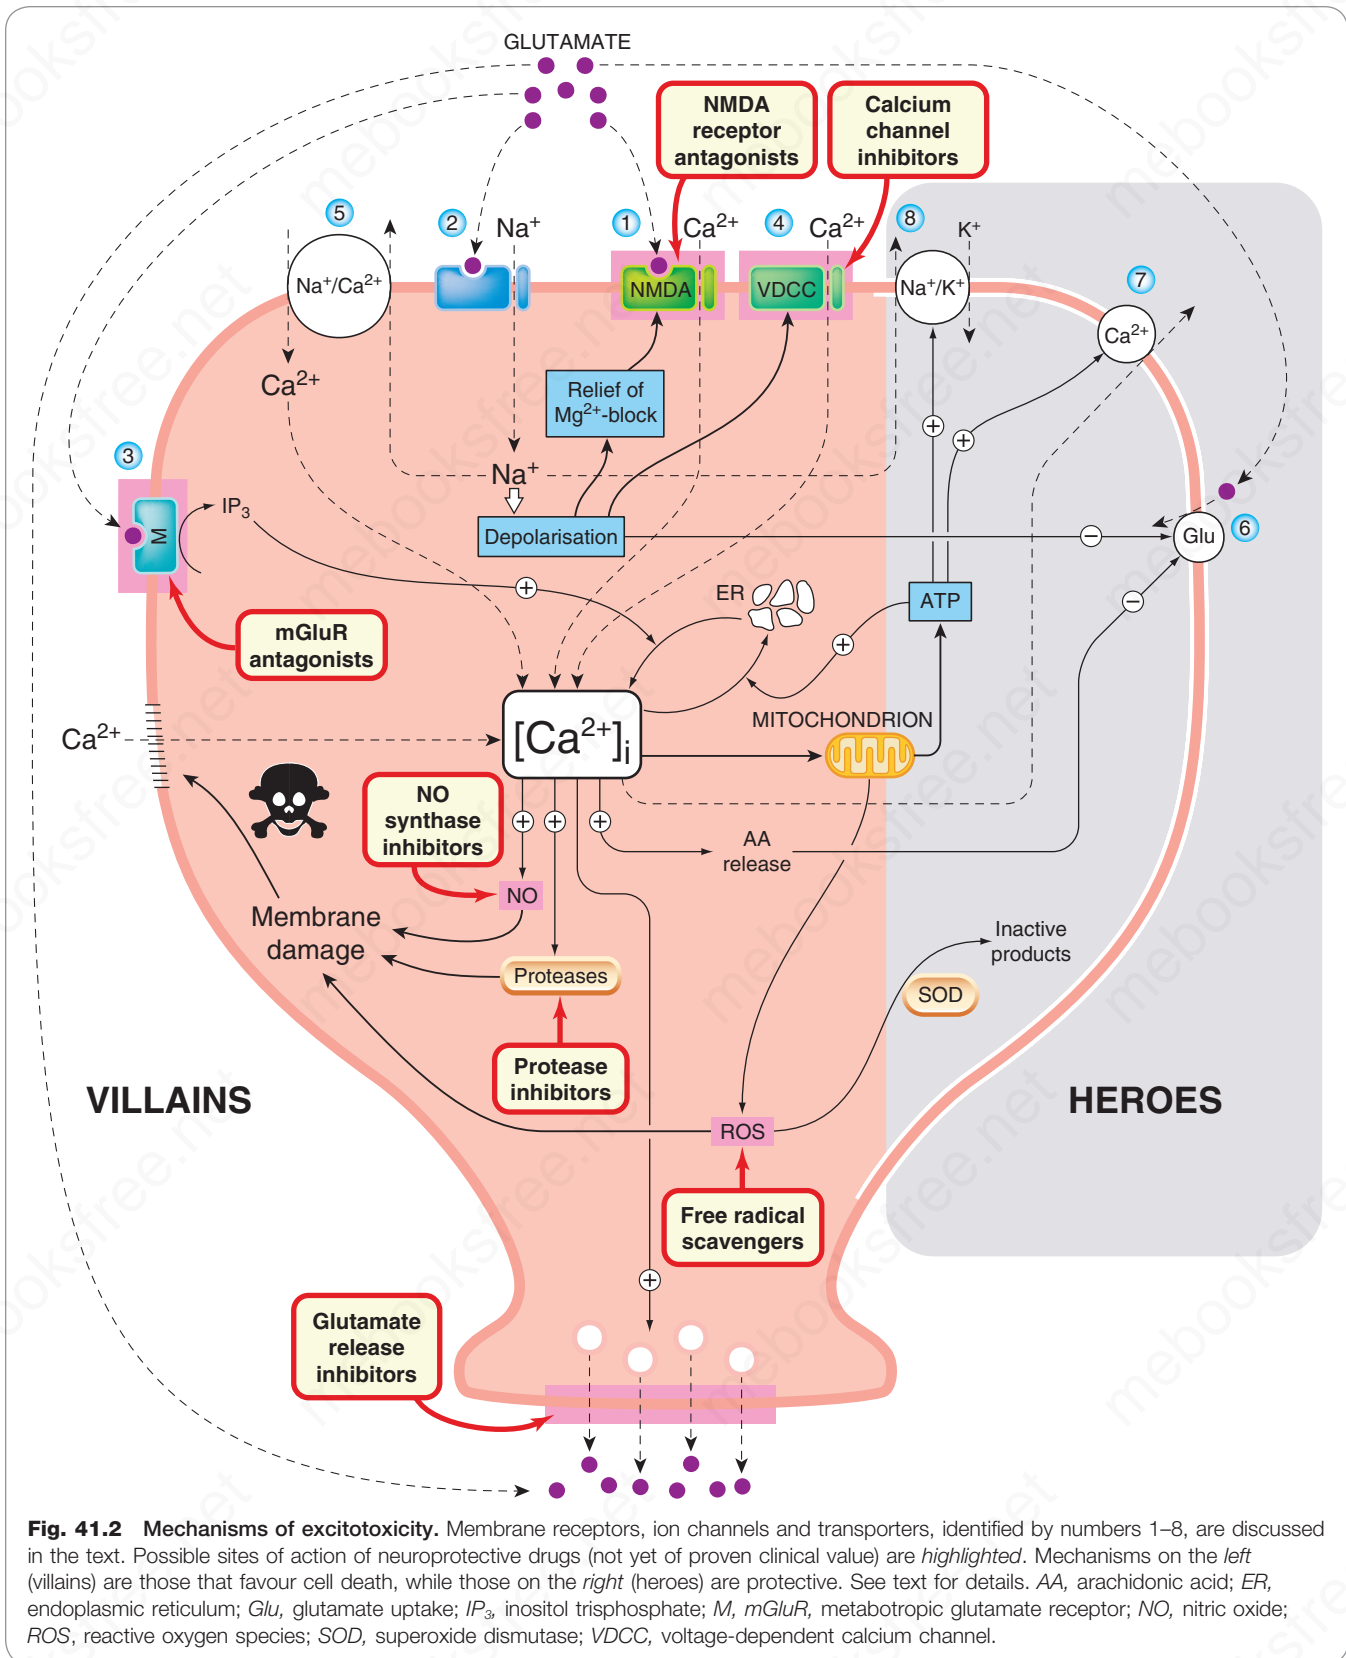 GLUTAMATE
NMDA
receptor
antagonists
Calcium
channel
inhibitors
5
2
Na⁺
1
Ca²⁺
4
Ca²⁺
8
K⁺
7
Na⁺/Ca²⁺
NMDA
VDCC
Na⁺/K⁺
Ca²⁺
Ca²⁺
Relief of
Mg²⁺-block
3
M
IP₃
Na⁺
Depolarisation
+
+
−
Glu
6
+
ER
ATP
−
+
mGluR
antagonists
Ca²⁺
[Ca²⁺]ᵢ
MITOCHONDRION
NO
synthase
inhibitors
+
+
+
AA
release
NO
Membrane
damage
Proteases
Inactive
products
SOD
Protease
inhibitors
VILLAINS
HEROES
ROS
Free radical
scavengers
+
Glutamate
release
inhibitors
Fig. 41.2 Mechanisms of excitotoxicity. Membrane receptors, ion channels and transporters, identified by numbers 1–8, are discussed
in the text. Possible sites of action of neuroprotective drugs (not yet of proven clinical value) are highlighted. Mechanisms on the left
(villains) are those that favour cell death, while those on the right (heroes) are protective. See text for details. AA, arachidonic acid; ER,
endoplasmic reticulum; Glu, glutamate uptake; IP₃, inositol trisphosphate; M, mGluR, metabotropic glutamate receptor; NO, nitric oxide;
ROS, reactive oxygen species; SOD, superoxide dismutase; VDCC, voltage-dependent calcium channel.
mebooksfree.net